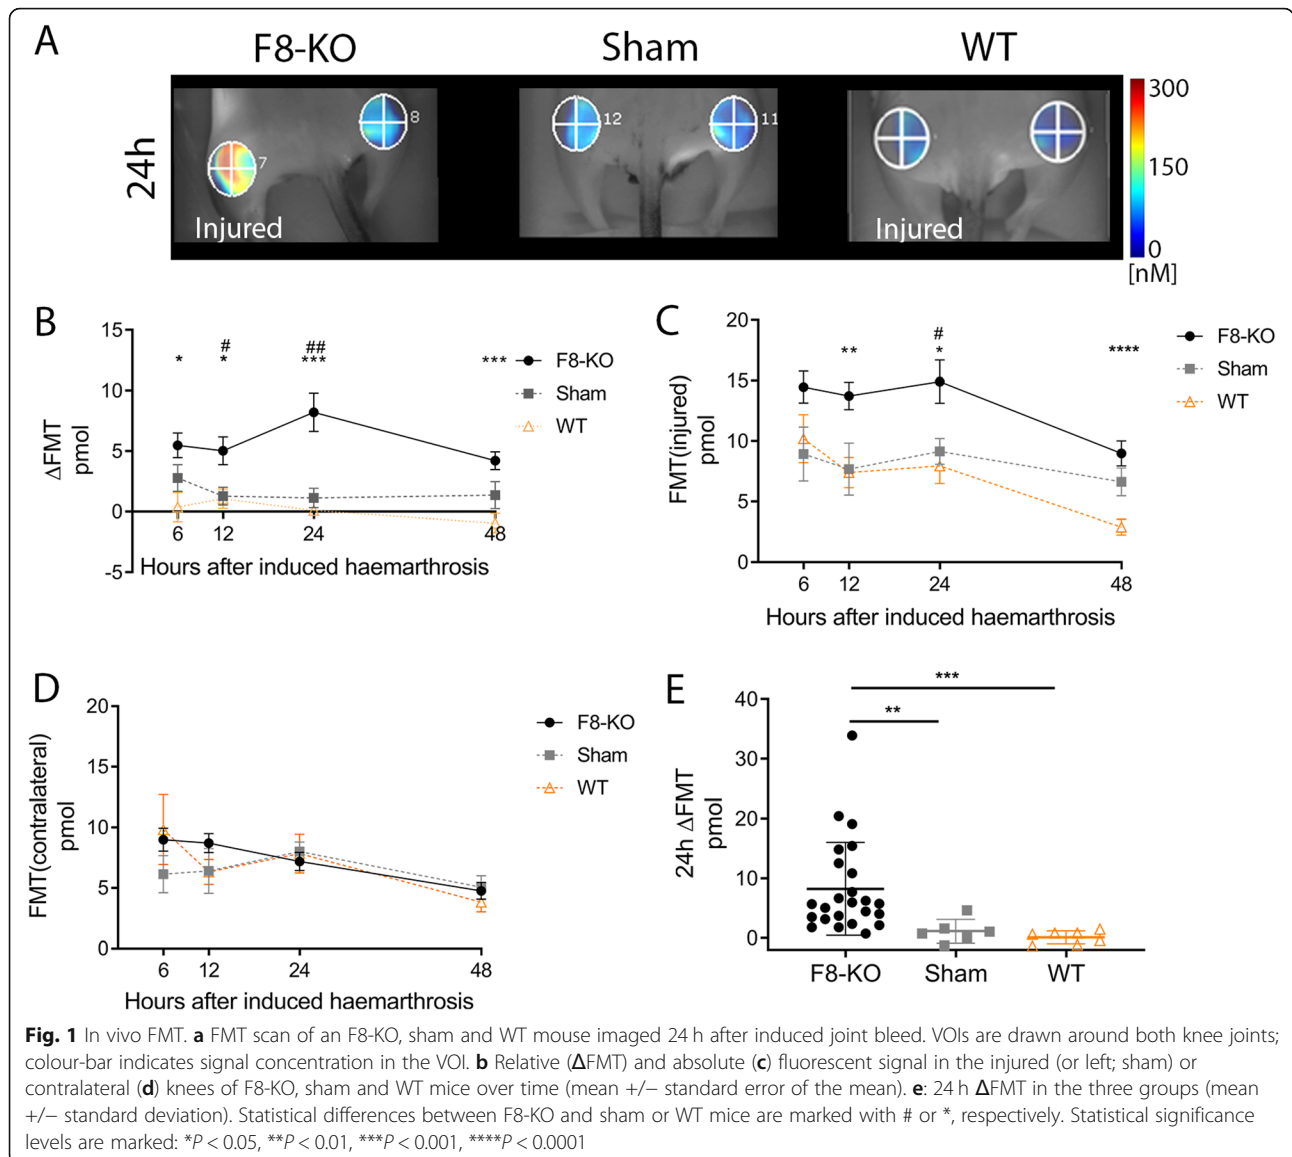 A
F8-KO
Sham
WT
24h
7
8
12
11
Injured
Injured
300
150
0
[nM]
B
ΔFMT
pmol
15
10
5
0
-5
*
#
*
##
***
***
6
12
24
48
Hours after induced haemarthrosis
F8-KO
Sham
WT
C
FMT(injured)
pmol
20
15
10
5
0
**
#
*
****
6
12
24
48
Hours after induced haemarthrosis
F8-KO
Sham
WT
D
FMT(contralateral)
pmol
20
15
10
5
0
6
12
24
48
Hours after induced haemarthrosis
F8-KO
Sham
WT
E
24h ΔFMT
pmol
40
30
20
10
0
***
**
F8-KO
Sham
WT
Fig. 1 In vivo FMT. a FMT scan of an F8-KO, sham and WT mouse imaged 24 h after induced joint bleed. VOIs are drawn around both knee joints;
colour-bar indicates signal concentration in the VOI. b Relative (ΔFMT) and absolute (c) fluorescent signal in the injured (or left; sham) or
contralateral (d) knees of F8-KO, sham and WT mice over time (mean +/− standard error of the mean). e: 24 h ΔFMT in the three groups (mean
+/− standard deviation). Statistical differences between F8-KO and sham or WT mice are marked with # or *, respectively. Statistical significance
levels are marked: *P < 0.05, **P < 0.01, ***P < 0.001, ****P < 0.0001